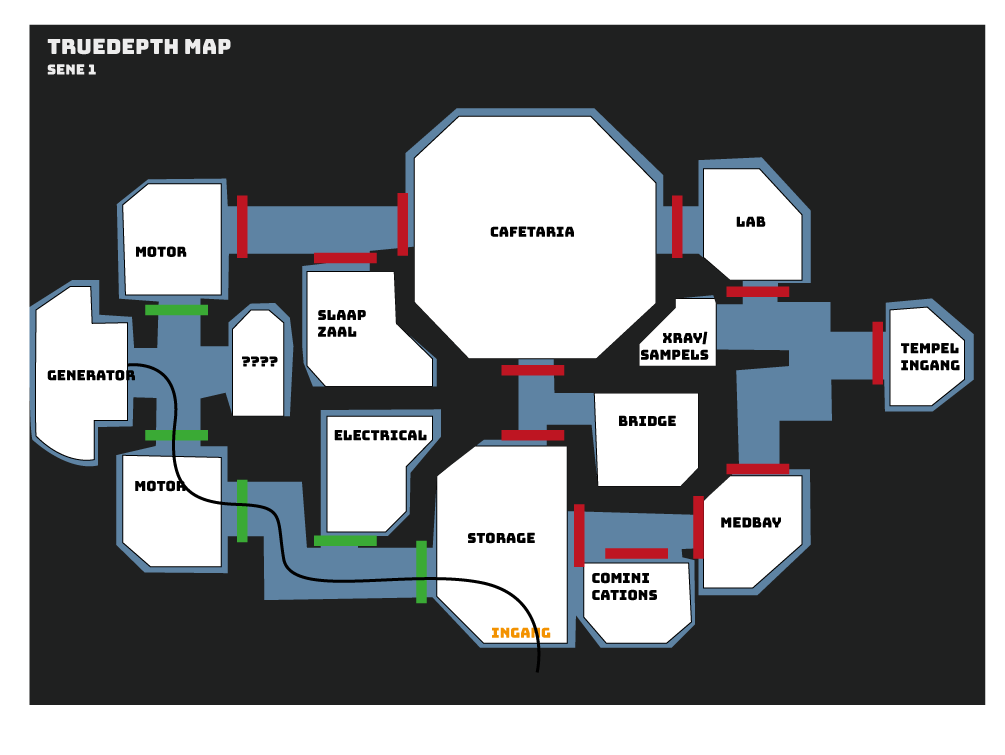 TRUEDEPTH MAP
SENE 1
CAFETARIA
LAB
MOTOR
SLAAP
ZAAL
XRAY/
SAMPELS
TEMPEL
INGANG
GENERATOR
????
BRIDGE
ELECTRICAL
MOTOR
MEDBAY
STORAGE
COMINI
CATIONS
INGANG